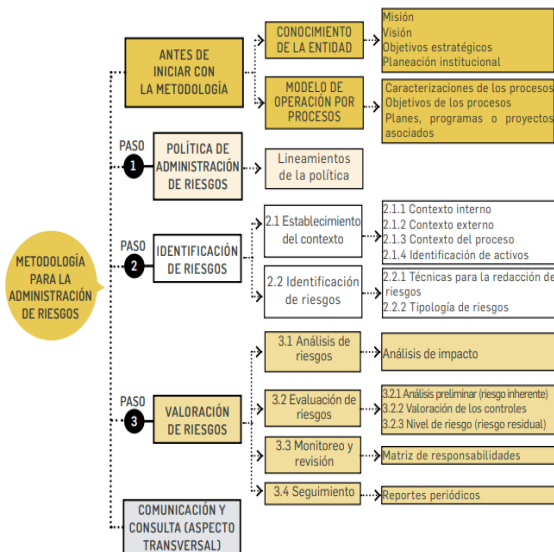 METODOLOGÍA
PARA LA
ADMINISTRACIÓN
DE RIESGOS
ANTES DE
INICIAR CON
LA METODOLOGÍA
CONOCIMIENTO
DE LA ENTIDAD
Misión
Visión
Objetivos estratégicos
Planeación institucional
MODELO DE
OPERACIÓN POR
PROCESOS
Caracterizaciones de los procesos
Objetivos de los procesos
Planes, programas o proyectos
asociados
PASO
1
POLÍTICA DE
ADMINISTRACIÓN
DE RIESGOS
Lineamientos
de la política
PASO
2
IDENTIFICACIÓN
DE RIESGOS
2.1 Establecimiento
del contexto
2.1.1 Contexto interno
2.1.2 Contexto externo
2.1.3 Contexto del proceso
2.1.4 Identificación de activos
2.2 Identificación
de riesgos
2.2.1 Técnicas para la redacción de
riesgos
2.2.2 Tipología de riesgos
PASO
3
VALORACIÓN
DE RIESGOS
3.1 Análisis de
riesgos
Análisis de impacto
3.2 Evaluación de
riesgos
3.2.1 Análisis preliminar (riesgo inherente)
3.2.2 Valoración de los controles
3.2.3 Nivel de riesgo (riesgo residual)
3.3 Monitoreo y
revisión
Matriz de responsabilidades
3.4 Seguimiento
Reportes periódicos
COMUNICACIÓN Y
CONSULTA (ASPECTO
TRANSVERSAL)